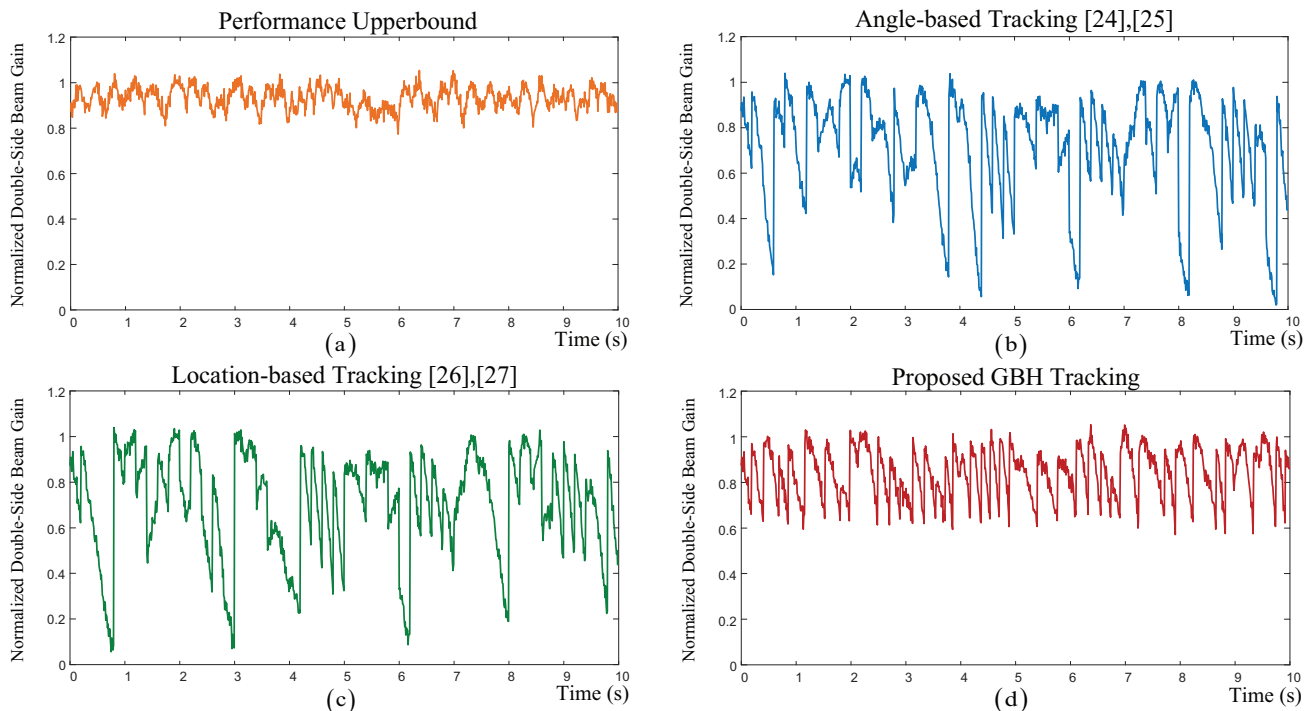 Performance Upperbound
Normalized Double-Side Beam Gain
1.2
1
0.8
0.6
0.4
0.2
0
0 1 2 3 4 5 6 7 8 9 10
Time (s)
(a)
Angle-based Tracking [24],[25]
Normalized Double-Side Beam Gain
1.2
1
0.8
0.6
0.4
0.2
0
0 1 2 3 4 5 6 7 8 9 10
Time (s)
(b)
Location-based Tracking [26],[27]
Normalized Double-Side Beam Gain
1.2
1
0.8
0.6
0.4
0.2
0
0 1 2 3 4 5 6 7 8 9 10
Time (s)
(c)
Proposed GBH Tracking
Normalized Double-Side Beam Gain
1.2
1
0.8
0.6
0.4
0.2
0
0 1 2 3 4 5 6 7 8 9 10
Time (s)
(d)